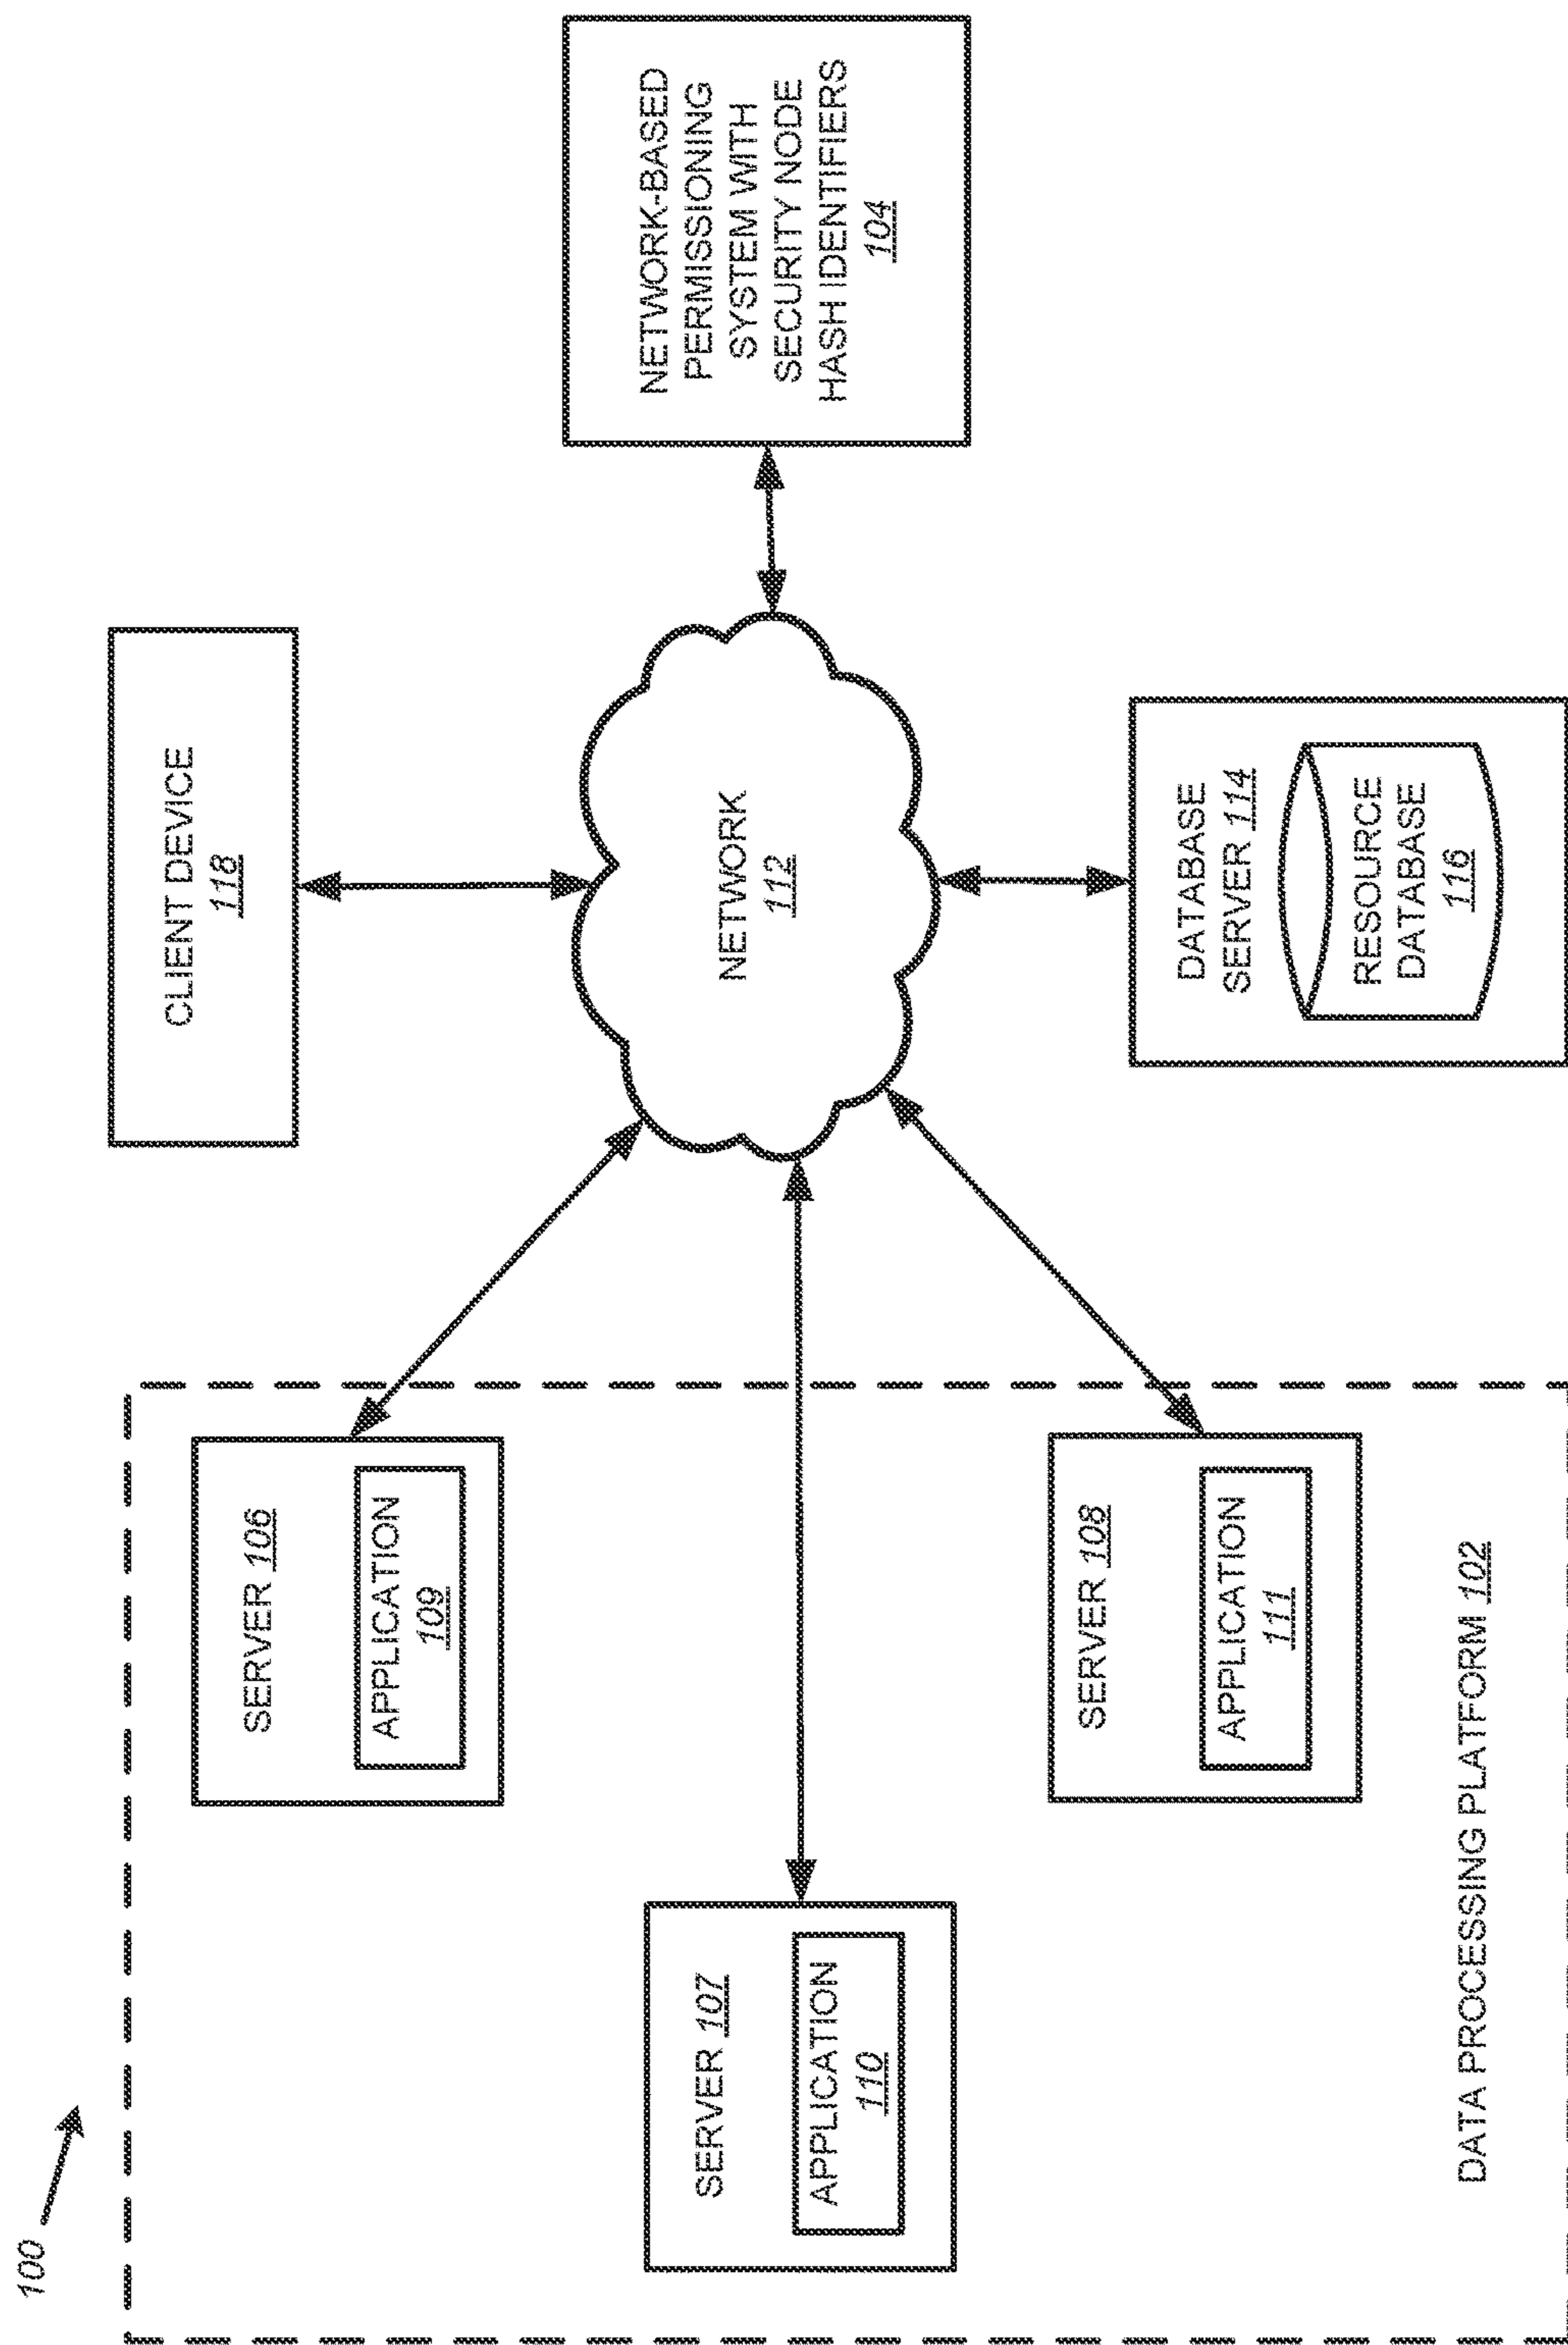 100
CLIENT DEVICE
118
SERVER 106
APPLICATION
109
SERVER 107
APPLICATION
110
NETWORK
112
NETWORK-BASED
PERMISSIONING
SYSTEM WITH
SECURITY NODE
HASH IDENTIFIERS
104
SERVER 108
APPLICATION
111
DATABASE
SERVER 114
RESOURCE
DATABASE
116
DATA PROCESSING PLATFORM 102